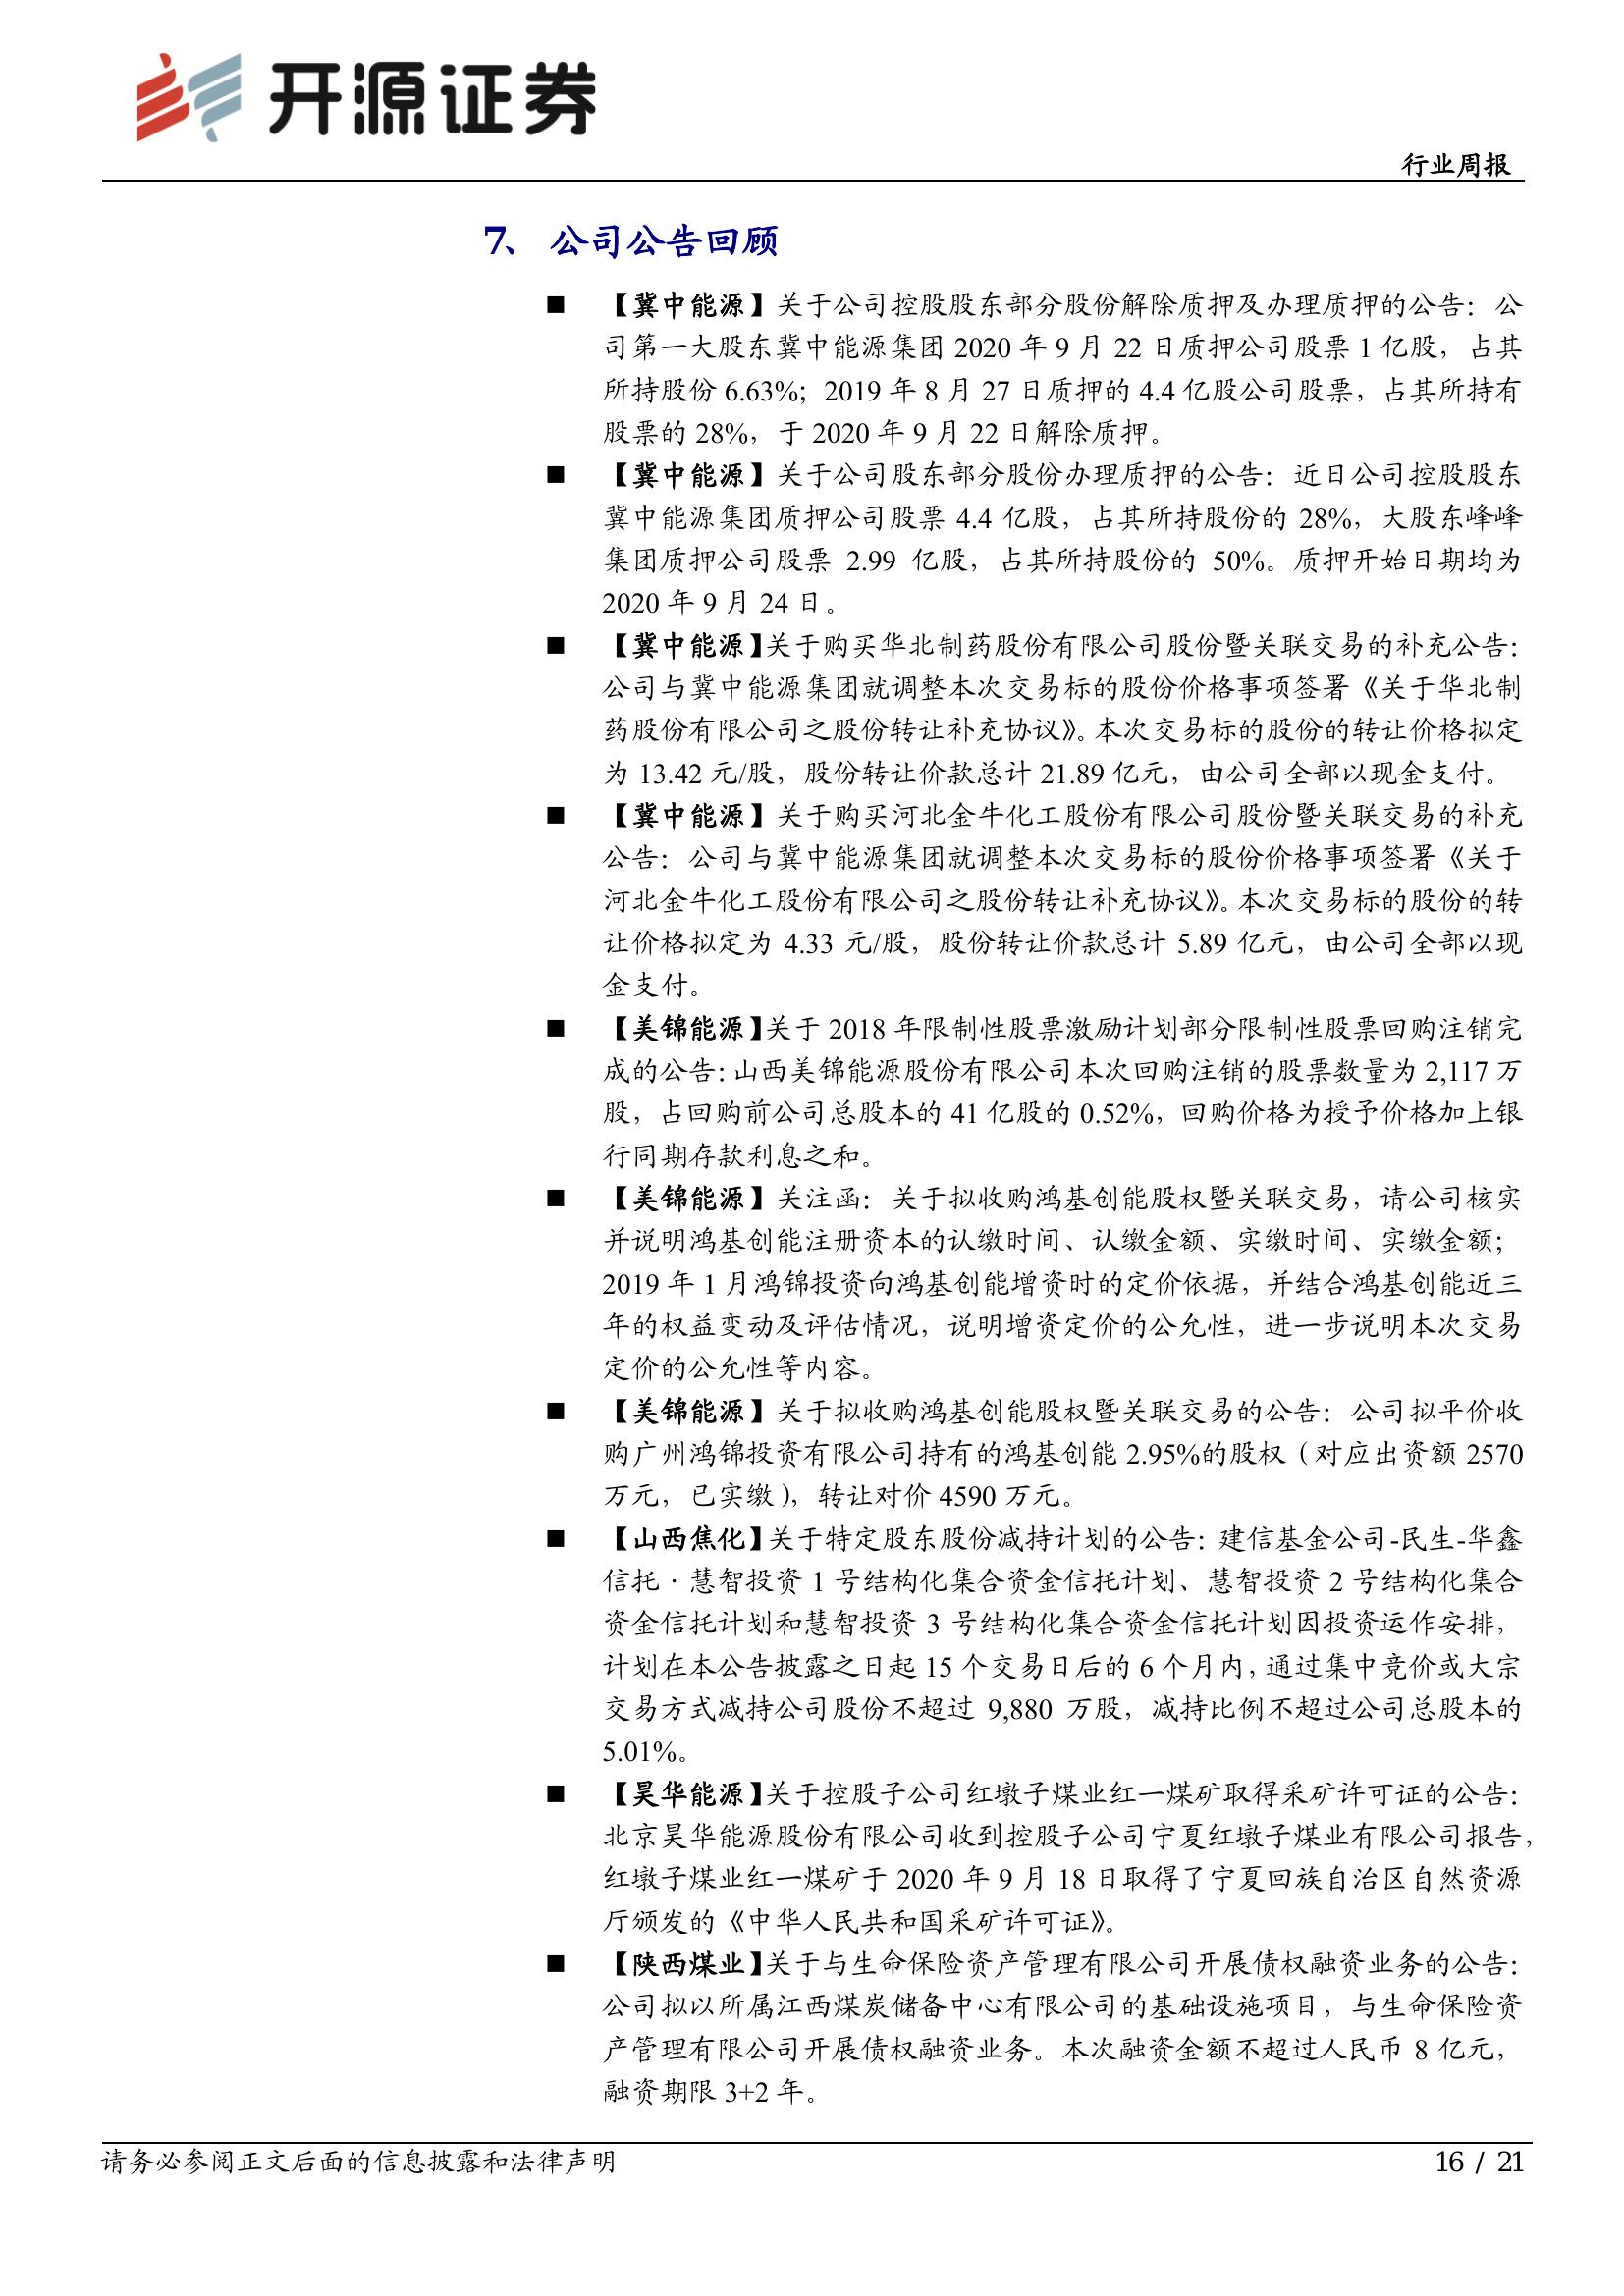 开源证券
行业周报
7、 公司公告回顾
■ 【冀中能源】关于公司控股股东部分股份解除质押及办理质押的公告：公
司第一大股东冀中能源集团 2020 年 9 月 22 日质押公司股票 1 亿股，占其
所持股份 6.63%；2019 年 8 月 27 日质押的 4.4 亿股公司股票，占其所持有
股票的 28%，于 2020 年 9 月 22 日解除质押。
■ 【冀中能源】关于公司股东部分股份办理质押的公告：近日公司控股股东
冀中能源集团质押公司股票 4.4 亿股，占其所持股份的 28%，大股东峰峰
集团质押公司股票 2.99 亿股，占其所持股份的 50%。质押开始日期均为
2020 年 9 月 24 日。
■ 【冀中能源】关于购买华北制药股份有限公司股份暨关联交易的补充公告：
公司与冀中能源集团就调整本次交易标的股份价格事项签署《关于华北制
药股份有限公司之股份转让补充协议》。本次交易标的股份的转让价格拟定
为 13.42 元/股，股份转让价款总计 21.89 亿元，由公司全部以现金支付。
■ 【冀中能源】关于购买河北金牛化工股份有限公司股份暨关联交易的补充
公告：公司与冀中能源集团就调整本次交易标的股份价格事项签署《关于
河北金牛化工股份有限公司之股份转让补充协议》。本次交易标的股份的转
让价格拟定为 4.33 元/股，股份转让价款总计 5.89 亿元，由公司全部以现
金支付。
■ 【美锦能源】关于 2018 年限制性股票激励计划部分限制性股票回购注销完
成的公告：山西美锦能源股份有限公司本次回购注销的股票数量为 2,117 万
股，占回购前公司总股本的 41 亿股的 0.52%，回购价格为授予价格加上银
行同期存款利息之和。
■ 【美锦能源】关注函：关于拟收购鸿基创能股权暨关联交易，请公司核实
并说明鸿基创能注册资本的认缴时间、认缴金额、实缴时间、实缴金额；
2019 年 1 月鸿锦投资向鸿基创能增资时的定价依据，并结合鸿基创能近三
年的权益变动及评估情况，说明增资定价的公允性，进一步说明本次交易
定价的公允性等内容。
■ 【美锦能源】关于拟收购鸿基创能股权暨关联交易的公告：公司拟平价收
购广州鸿锦投资有限公司持有的鸿基创能 2.95%的股权（对应出资额 2570
万元，已实缴），转让对价 4590 万元。
■ 【山西焦化】关于特定股东股份减持计划的公告：建信基金公司-民生-华鑫
信托·慧智投资 1 号结构化集合资金信托计划、慧智投资 2 号结构化集合
资金信托计划和慧智投资 3 号结构化集合资金信托计划因投资运作安排，
计划在本公告披露之日起 15 个交易日后的 6 个月内，通过集中竞价或大宗
交易方式减持公司股份不超过 9,880 万股，减持比例不超过公司总股本的
5.01%。
■ 【昊华能源】关于控股子公司红墩子煤业红一煤矿取得采矿许可证的公告：
北京昊华能源股份有限公司收到控股子公司宁夏红墩子煤业有限公司报告，
红墩子煤业红一煤矿于 2020 年 9 月 18 日取得了宁夏回族自治区自然资源
厅颁发的《中华人民共和国采矿许可证》。
■ 【陕西煤业】关于与生命保险资产管理有限公司开展债权融资业务的公告：
公司拟以所属江西煤炭储备中心有限公司的基础设施项目，与生命保险资
产管理有限公司开展债权融资业务。本次融资金额不超过人民币 8 亿元，
融资期限 3+2 年。
请务必参阅正文后面的信息披露和法律声明
16 / 21